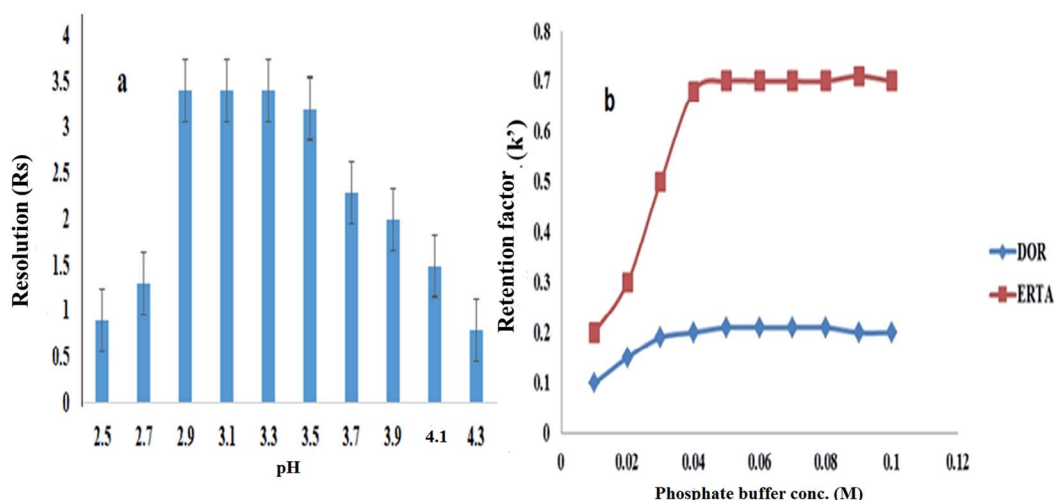 a
Resolution (Rs)
4
3.5
3
2.5
2
1.5
1
0.5
0
2.5 2.7 2.9 3.1 3.3 3.5 3.7 3.9 4.1 4.3
pH
b
Retention factor (k’)
0.8
0.7
0.6
0.5
0.4
0.3
0.2
0.1
0
0 0.02 0.04 0.06 0.08 0.1 0.12
Phosphate buffer conc. (M)
DOR
ERTA